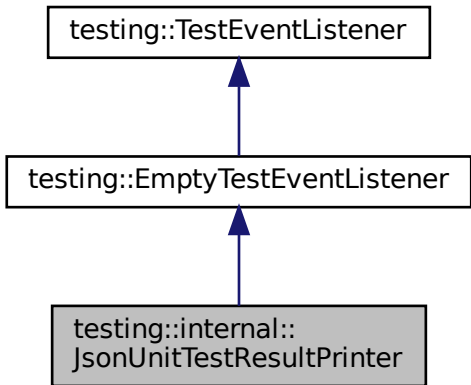 testing::TestEventListener
testing::EmptyTestEventListener
testing::internal::
JsonUnitTestResultPrinter